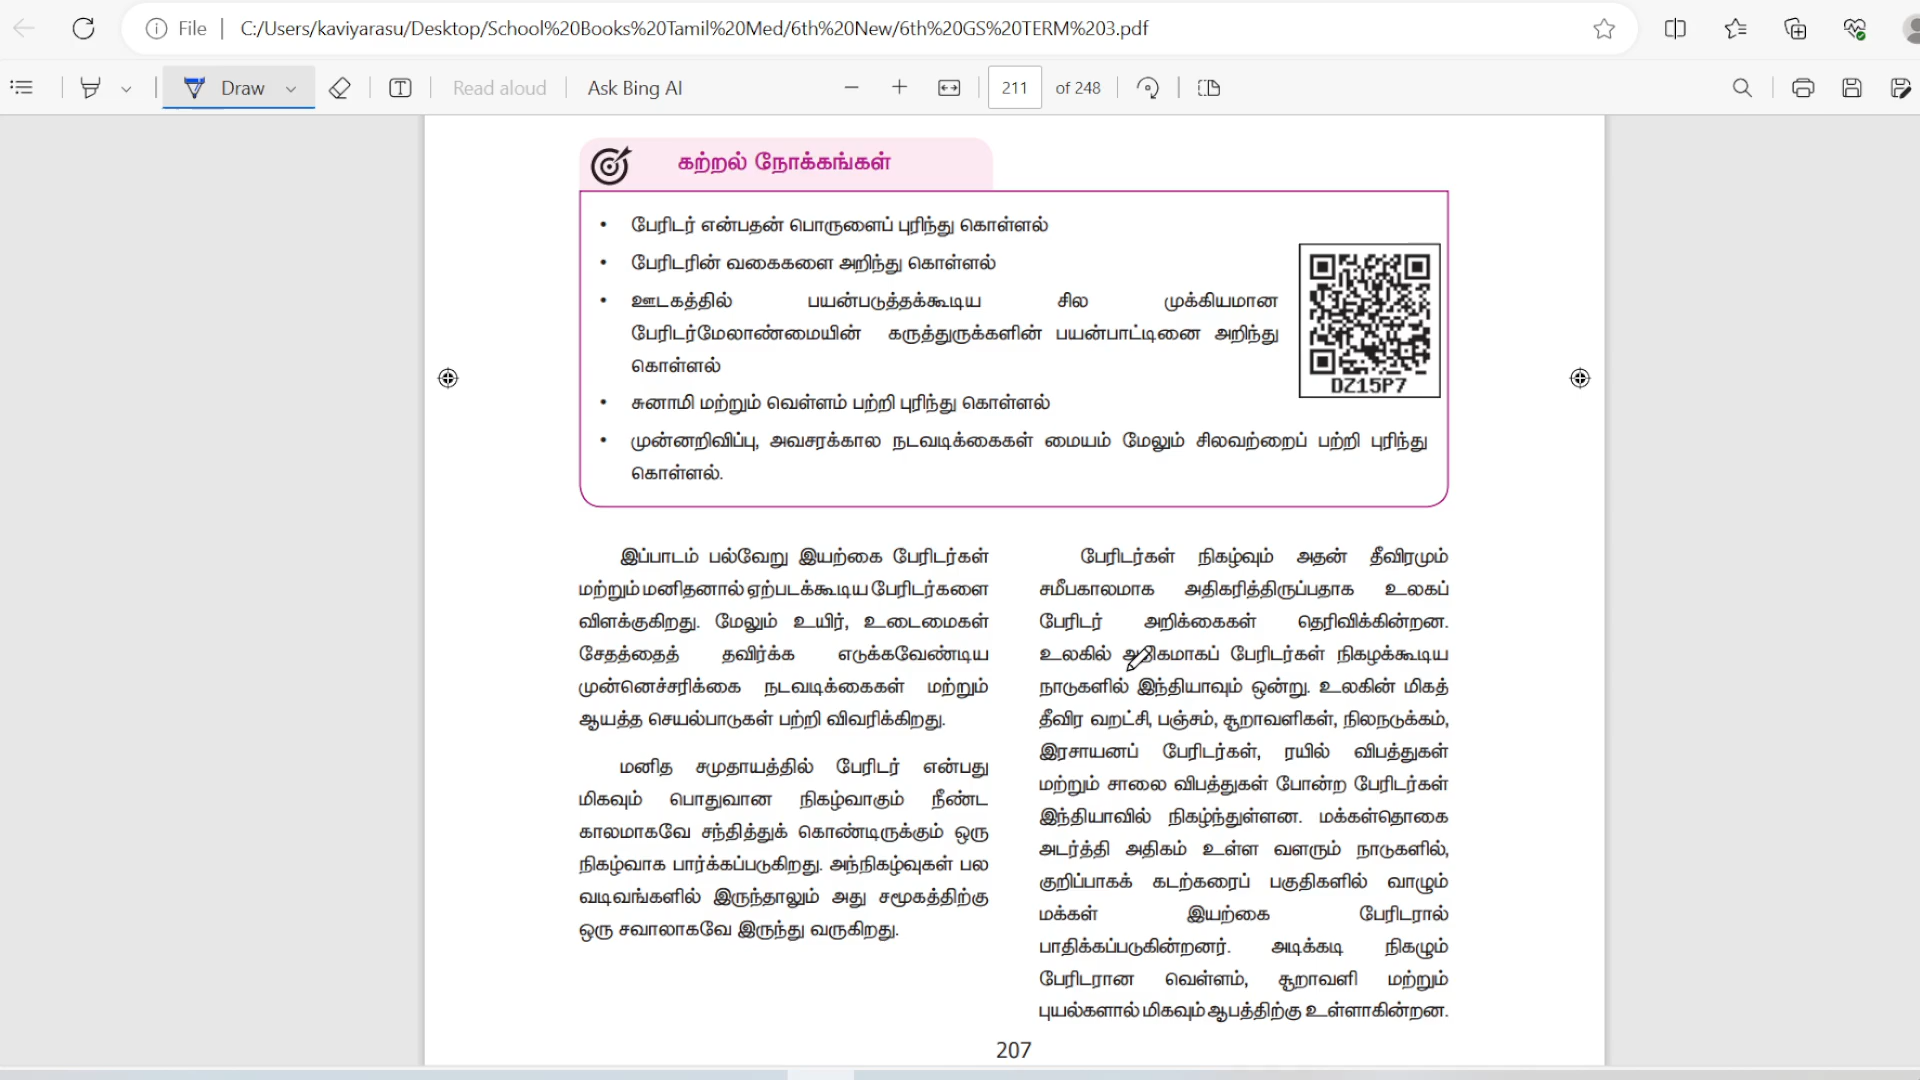 File | C:/Users/kaviyarasu/Desktop/School%20Books%20Tamil%20Med/6th%20New/6th%20GS%20TERM%203.pdf
Draw Read aloud Ask Bing AI 211 of 248
கற்றல் நோக்கங்கள்
• பேரிடர் என்பதன் பொருளைப் புரிந்து கொள்ளல்
• பேரிடரின் வகைகளை அறிந்து கொள்ளல்
• ஊடகத்தில் பயன்படுத்தக்கூடிய சில முக்கியமான
பேரிடர்மேலாண்மையின் கருத்துருக்களின் பயன்பாட்டினை அறிந்து
கொள்ளல்
DZ15P7
• சுனாமி மற்றும் வெள்ளம் பற்றி புரிந்து கொள்ளல்
• முன்னறிவிப்பு, அவசரக்கால நடவடிக்கைகள் மையம் மேலும் சிலவற்றைப் பற்றி புரிந்து
கொள்ளல்.
இப்பாடம் பல்வேறு இயற்கை பேரிடர்கள்
மற்றும் மனிதனால் ஏற்படக்கூடிய பேரிடர்களை
விளக்குகிறது. மேலும் உயிர், உடைமைகள்
சேதத்தைத் தவிர்க்க எடுக்கவேண்டிய
முன்னெச்சரிக்கை நடவடிக்கைகள் மற்றும்
ஆயத்த செயல்பாடுகள் பற்றி விவரிக்கிறது.
மனித சமுதாயத்தில் பேரிடர் என்பது
மிகவும் பொதுவான நிகழ்வாகும் நீண்ட
காலமாகவே சந்தித்துக் கொண்டிருக்கும் ஒரு
நிகழ்வாக பார்க்கப்படுகிறது. அந்நிகழ்வுகள் பல
வடிவங்களில் இருந்தாலும் அது சமூகத்திற்கு
ஒரு சவாலாகவே இருந்து வருகிறது.
பேரிடர்கள் நிகழ்வும் அதன் தீவிரமும்
சமீபகாலமாக அதிகரித்திருப்பதாக உலகப்
பேரிடர் அறிக்கைகள் தெரிவிக்கின்றன.
உலகில் அதிகமாகப் பேரிடர்கள் நிகழக்கூடிய
நாடுகளில் இந்தியாவும் ஒன்று. உலகின் மிகத்
தீவிர வறட்சி, பஞ்சம், சூறாவளிகள், நிலநடுக்கம்,
இரசாயனப் பேரிடர்கள், ரயில் விபத்துகள்
மற்றும் சாலை விபத்துகள் போன்ற பேரிடர்கள்
இந்தியாவில் நிகழ்ந்துள்ளன. மக்கள்தொகை
அடர்த்தி அதிகம் உள்ள வளரும் நாடுகளில்,
குறிப்பாகக் கடற்கரைப் பகுதிகளில் வாழும்
மக்கள் இயற்கை பேரிடரால்
பாதிக்கப்படுகின்றனர். அடிக்கடி நிகழும்
பேரிடரான வெள்ளம், சூறாவளி மற்றும்
புயல்களால் மிகவும் ஆபத்திற்கு உள்ளாகின்றன.
207